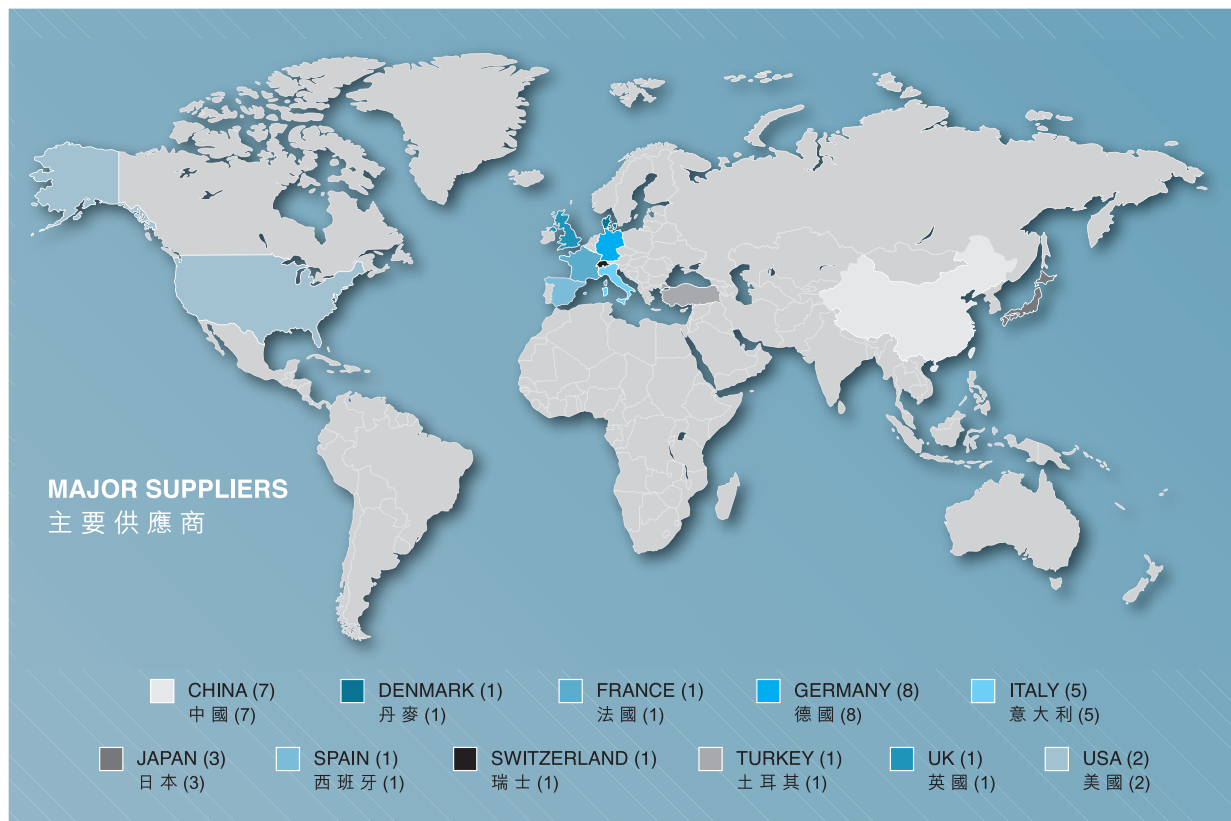 MAJOR SUPPLIERS
主要供應商
CHINA (7)
中國 (7)
DENMARK (1)
丹麥 (1)
FRANCE (1)
法國 (1)
GERMANY (8)
德國 (8)
ITALY (5)
意大利 (5)
JAPAN (3)
日本 (3)
SPAIN (1)
西班牙 (1)
SWITZERLAND (1)
瑞士 (1)
TURKEY (1)
土耳其 (1)
UK (1)
英國 (1)
USA (2)
美國 (2)